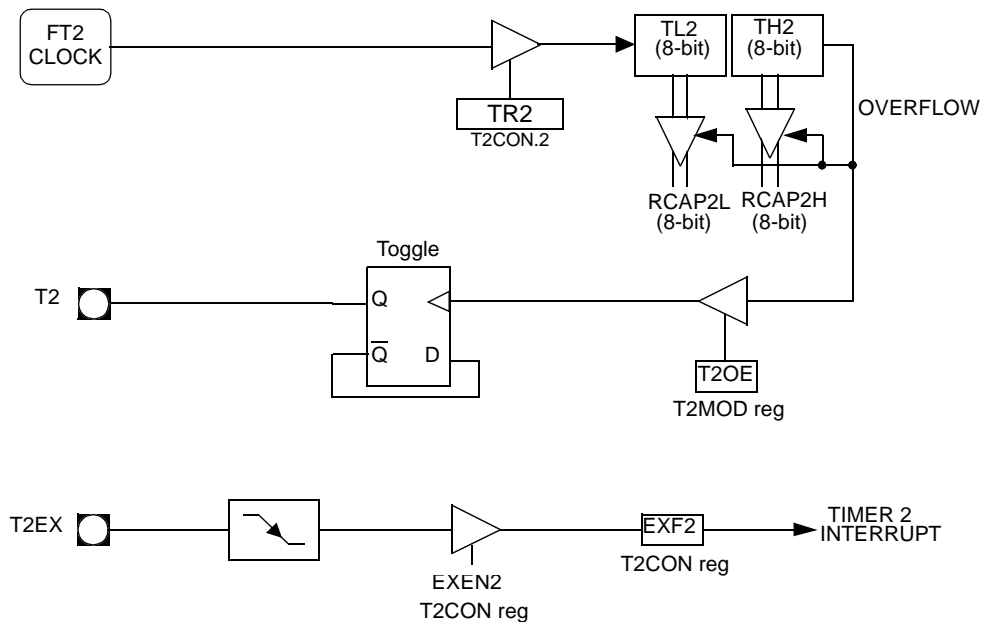 FT2
CLOCK
TL2
(8-bit)
TH2
(8-bit)
TR2
T2CON.2
OVERFLOW
RCAP2L
(8-bit)
RCAP2H
(8-bit)
Toggle
T2
Q
Q
D
T2OE
T2MOD reg
T2EX
EXF2
T2CON reg
TIMER 2
INTERRUPT
EXEN2
T2CON reg